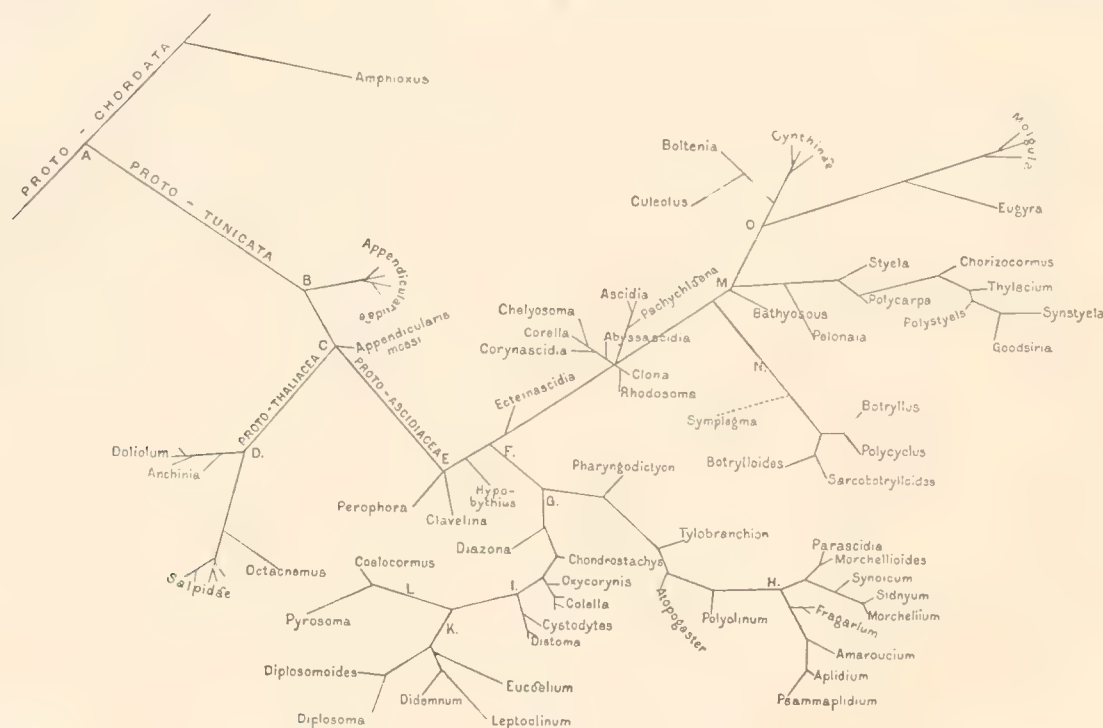 PROTO - CHORDATA
Amphioxus
A
PROTO - TUNICATA
B
Appendiculariidae
C
Appendicularia
mossi
PROTO-THALIACEA
PROTO-ASCIDIACEA
D.
Doliolum
Anchinia
Salpidae
Octacnemus
E
Perophora
Clavelina
Hypo-
bythius
Ecteinascidia
F.
Chelyosoma
Corella
Corynascidia
Ascidia
Pachychlaena
Abyssascidia
Ciona
Rhodosoma
M
Boltenia
Culeolus
Cynthinae
O
Molgula
Eugyra
Bathyoncus
Pelonaia
Styela
Polycarpa
Chorizocormus
Thylacium
Polystyela
Synstyela
Goodsiria
N.
Symplegma
Botryllus
Polycyclus
Botrylloides
Sarcobotrylloides
G.
Pharyngodictyon
Tylobranchion
Atopogaster
Polyclinum
H.
Parascidia
Morchellioides
Synoicum
Sidnyum
Morchellium
Fragarium
Amaroucium
Aplidium
Psammaplidium
Diazona
Chondrostachys
Oxycorynia
Colella
I.
Cystodytes
Distoma
Coelocormus
L
Pyrosoma
K.
Diplosomoides
Diplosoma
Didemnum
Eucoelium
Leptoclinum